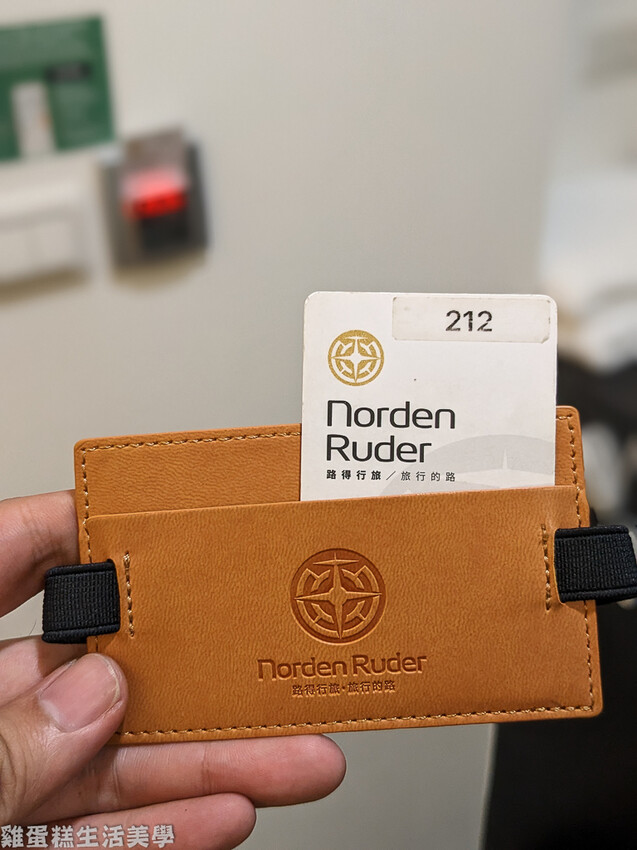 212
Norden
Ruder
路得行旅／旅行的路
Norden Ruder
路得行旅·旅行的路
雞蛋糕生活美學